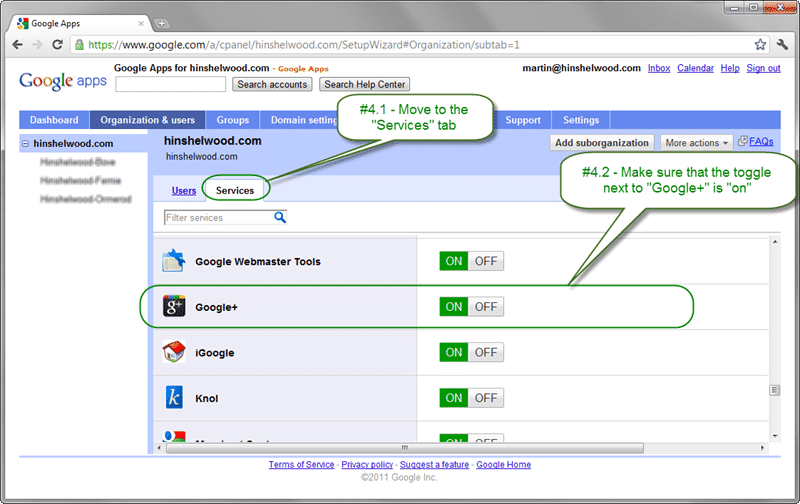 Google Apps
https://www.google.com/a/cpanel/hinshelwood.com/SetupWizard#Organization/subtab=1
Google apps
Google Apps for hinshelwood.com - Google Apps
martin@hinshelwood.com Inbox Calendar Help Sign out
Search accounts Search Help Center
Dashboard Organization & users Groups Domain setting Support Settings
#4.1 - Move to the
"Services" tab
hinshelwood.com
Hinshelwood-Bove
Hinshelwood-Fernie
Hinshelwood-Ormerod
hinshelwood.com
hinshelwood.com
Add suborganization More actions FAQs
#4.2 - Make sure that the toggle
next to "Google+" is "on"
Users Services
Filter services
Google Webmaster Tools ON OFF
g+ Google+ ON OFF
iGoogle ON OFF
k Knol ON OFF
ON OFF
Terms of Service - Privacy policy - Suggest a feature - Google Home
©2011 Google Inc.